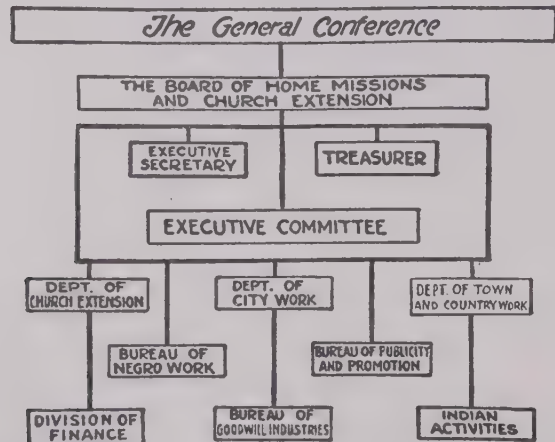 The General Conference
THE BOARD OF HOME MISSIONS
AND CHURCH EXTENSION
EXECUTIVE
SECRETARY
TREASURER
EXECUTIVE COMMITTEE
DEPT. OF
CHURCH EXTENSION
DEPT. OF
CITY WORK
DEPT. OF TOWN
AND COUNTRY WORK
BUREAU OF
NEGRO WORK
BUREAU OF PUBLICITY
AND PROMOTION
DIVISION OF
FINANCE
BUREAU OF
GOODWILL INDUSTRIES
INDIAN
ACTIVITIES